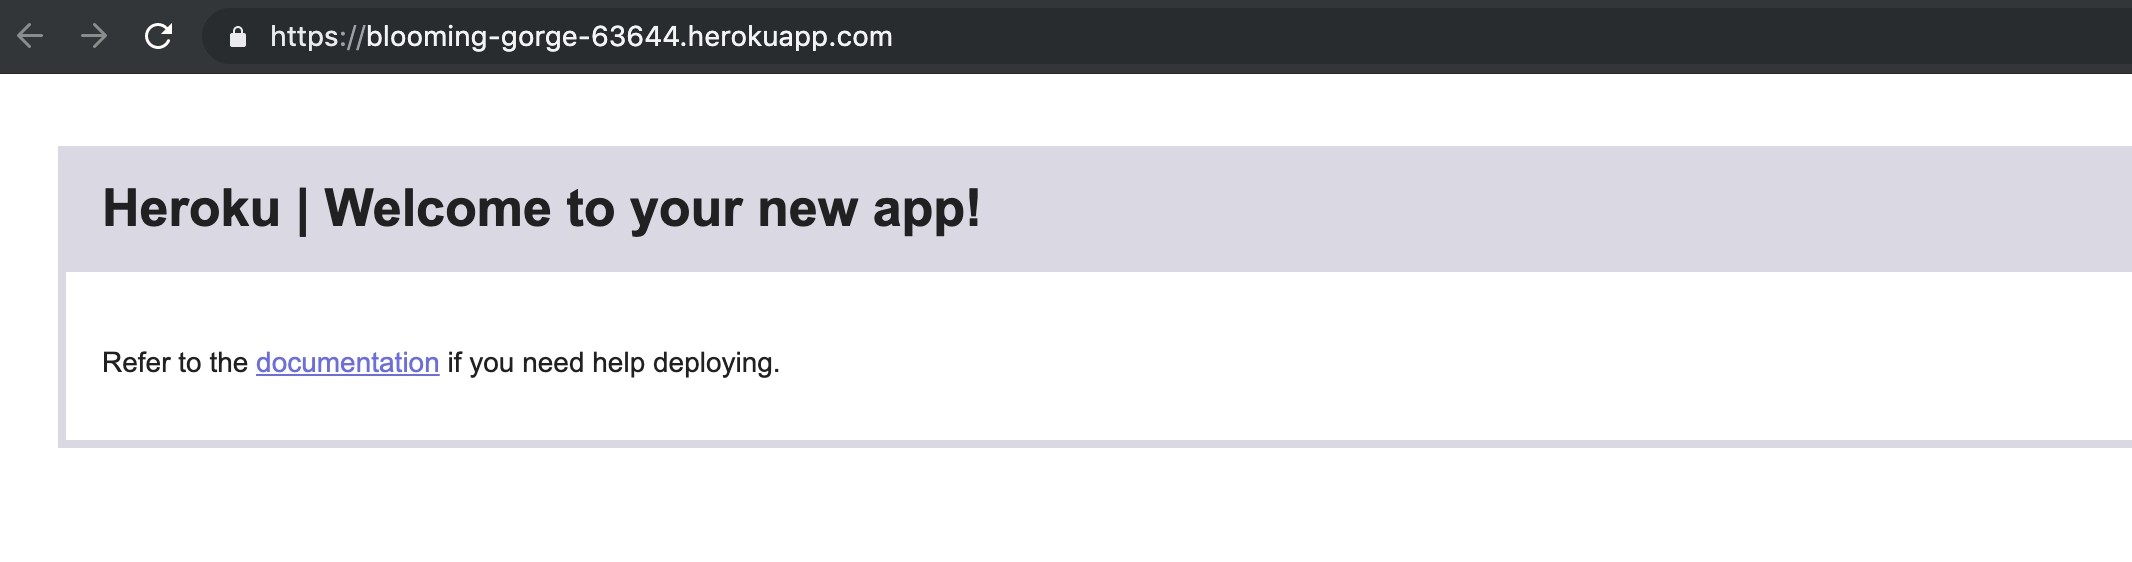 https://blooming-gorge-63644.herokuapp.com
Heroku | Welcome to your new app!
Refer to the documentation if you need help deploying.